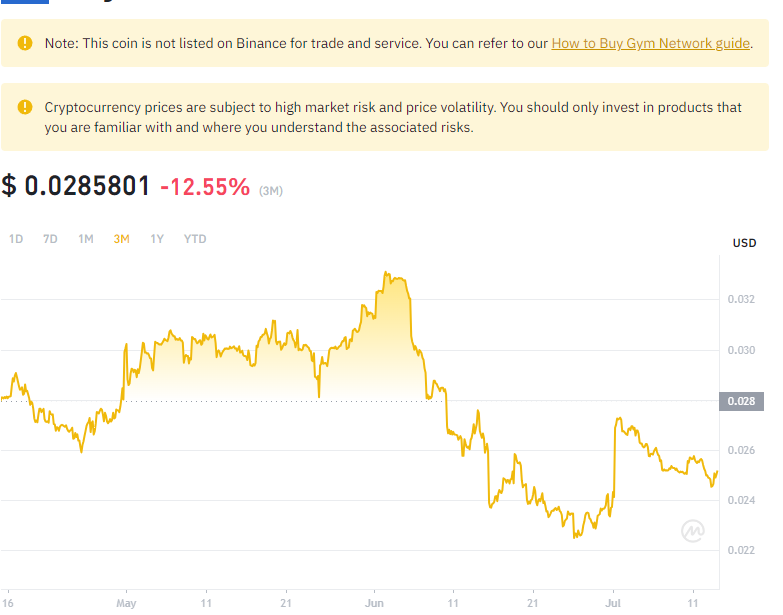 Note: This coin is not listed on Binance for trade and service. You can refer to our How to Buy Gym Network guide.
Cryptocurrency prices are subject to high market risk and price volatility. You should only invest in products that
you are familiar with and where you understand the associated risks.
$ 0.0285801 -12.55% (3M)
1D 7D 1M 3M 1Y YTD
USD
0.032
0.030
0.028
0.026
0.024
0.022
16 May 11 21 Jun 11 21 Jul 11